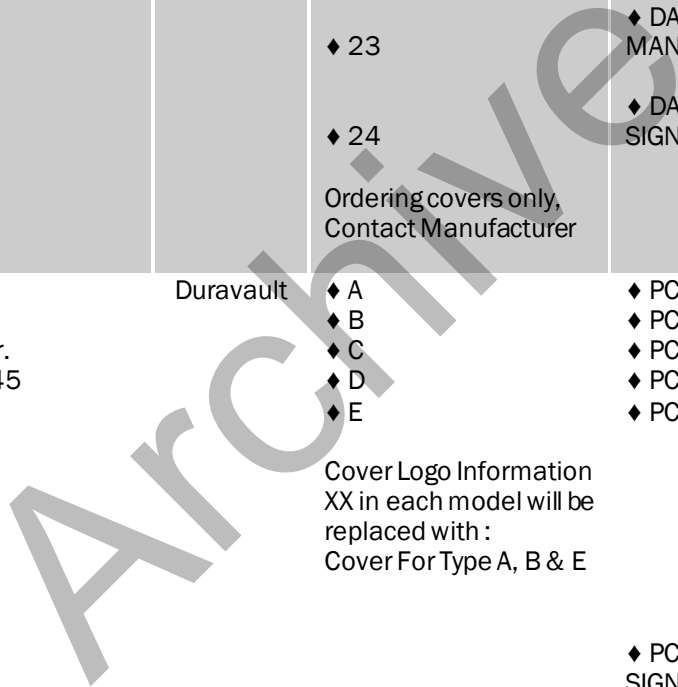 ♦ DA
♦ 23
MAN
♦ DA
♦ 24
SIGN
Ordering covers only,
Contact Manufacturer
Duravault
♦ A
♦ PC
♦ B
♦ PC
r.
♦ C
♦ PC
45
♦ D
♦ PC
♦ E
♦ PC
Cover Logo Information
XX in each model will be
replaced with :
Cover For Type A, B & E
♦ PC
SIGN
Archive